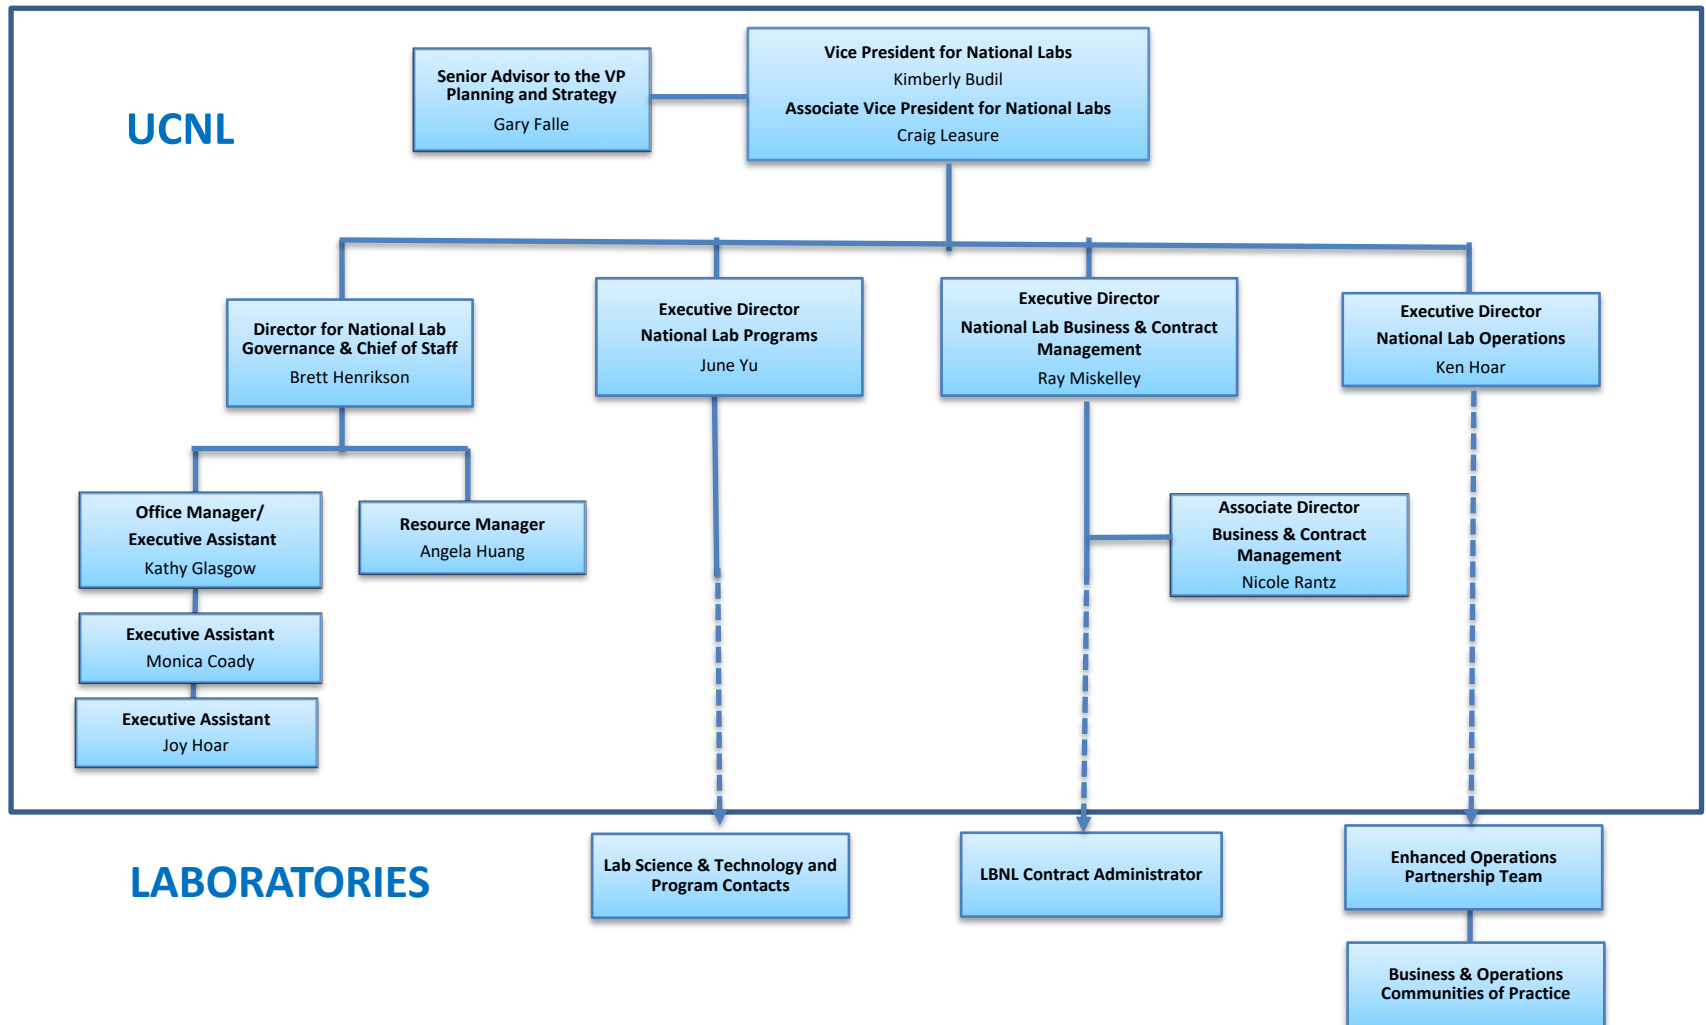 UCNL
Senior Advisor to the VP
Planning and Strategy
Gary Falle
Vice President for National Labs
Kimberly Budil
Associate Vice President for National Labs
Craig Leasure
Director for National Lab
Governance & Chief of Staff
Brett Henrikson
Executive Director
National Lab Programs
June Yu
Executive Director
National Lab Business & Contract
Management
Ray Miskelley
Executive Director
National Lab Operations
Ken Hoar
Office Manager/
Executive Assistant
Kathy Glasgow
Resource Manager
Angela Huang
Associate Director
Business & Contract
Management
Nicole Rantz
Executive Assistant
Monica Coady
Executive Assistant
Joy Hoar
LABORATORIES
Lab Science & Technology and
Program Contacts
LBNL Contract Administrator
Enhanced Operations
Partnership Team
Business & Operations
Communities of Practice